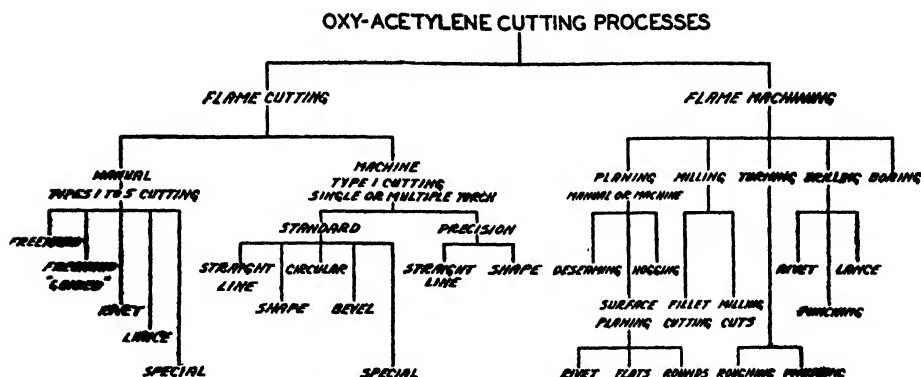 OXY-ACETYLENE CUTTING PROCESSES
FLAME CUTTING
FLAME MACHINING
MANUAL
TYPES 1 TO 5 CUTTING
MACHINE
TYPE 1 CUTTING
SINGLE OR MULTIPLE TORCH
PLANING
MANUAL OR MACHINE
MILLING
TURNING
DRILLING
BORING
FREEHAND
FREEHAND
"GUIDED"
RIVET
LANCE
SPECIAL
STANDARD
PRECISION
STRAIGHT
LINE
SHAPE
CIRCULAR
BEVEL
SPECIAL
STRAIGHT
LINE
SHAPE
DESEAMING
HOGGING
SURFACE
PLANING
RIVET
FLATS
ROUNDS
FILLET
CUTTING
MILLING
CUTS
ROUGHING
FINISHING
RIVET
PUNCHING
LANCE